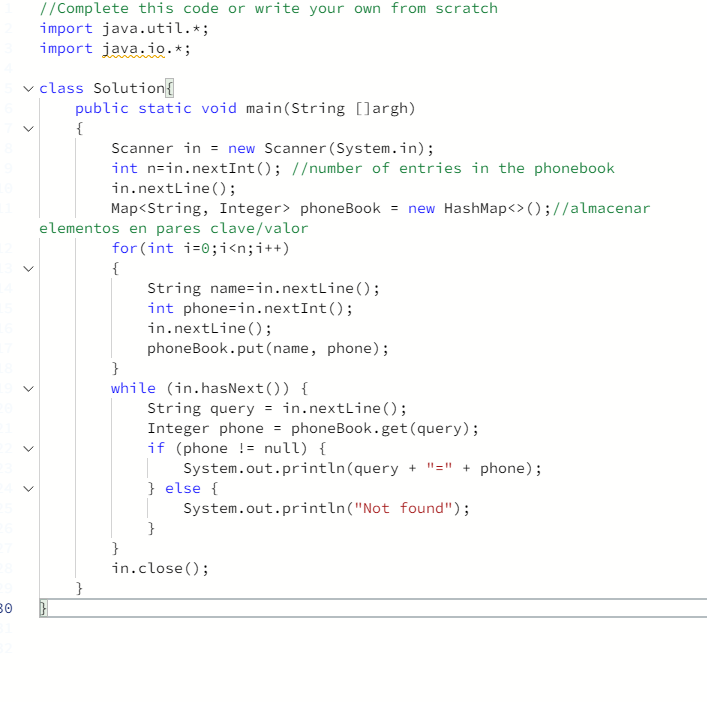 //Complete this code or write your own from scratch
import java.util.*;
import java.io.*;
class Solution{
public static void main(String []argh)
{
Scanner in = new Scanner(System.in);
int n=in.nextInt(); //number of entries in the phonebook
in.nextLine();
Map<String, Integer> phoneBook = new HashMap<>();//almacenar
elementos en pares clave/valor
for(int i=0;i<n;i++)
{
String name=in.nextLine();
int phone=in.nextInt();
in.nextLine();
phoneBook.put(name, phone);
}
while (in.hasNext()) {
String query = in.nextLine();
Integer phone = phoneBook.get(query);
if (phone != null) {
System.out.println(query + "=" + phone);
} else {
System.out.println("Not found");
}
}
in.close();
}
30 }